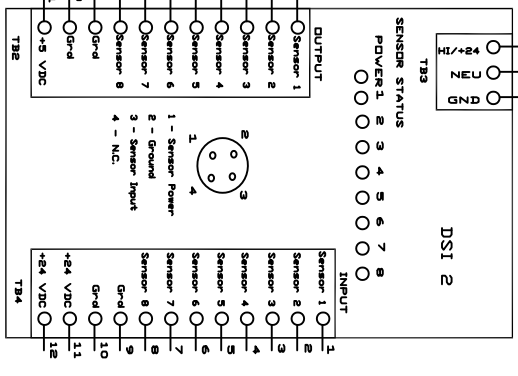 TB2
+5 VDC
Grd
Grd
Sensor 8
Sensor 7
Sensor 6
Sensor 5
Sensor 4
Sensor 3
Sensor 2
Sensor 1
OUTPUT
SENSOR STATUS
POWER
1
2
3
4
5
6
7
8
TB3
HI/+24
NEU
GND
1 - Sensor Power
2 - Ground
3 - Sensor Input
4 - N.C.
1
2
3
4
DSI 2
INPUT
TB4
+24 VDC
+24 VDC
Grd
Grd
Sensor 8
Sensor 7
Sensor 6
Sensor 5
Sensor 4
Sensor 3
Sensor 2
Sensor 1
12
11
10
9
8
7
6
5
4
3
2
1